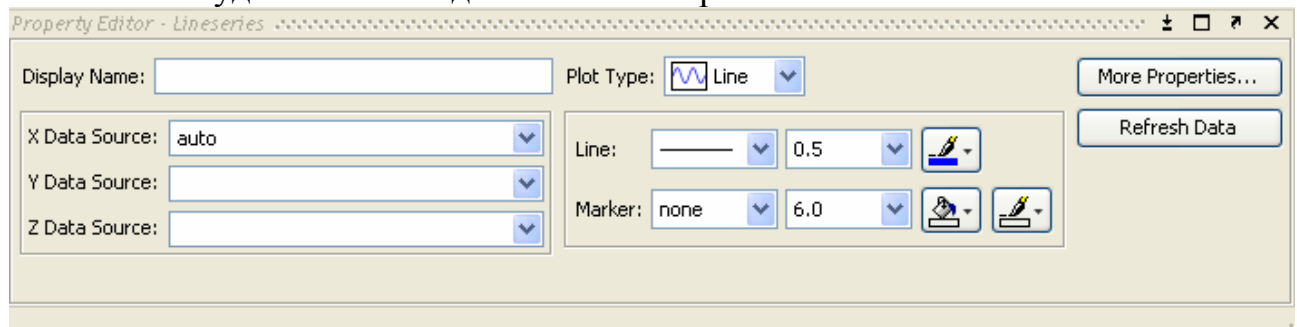 Property Editor - Lineseries
Display Name:
Plot Type: Line
More Properties...
X Data Source: auto
Y Data Source:
Z Data Source:
Line: 0.5
Marker: none 6.0
Refresh Data